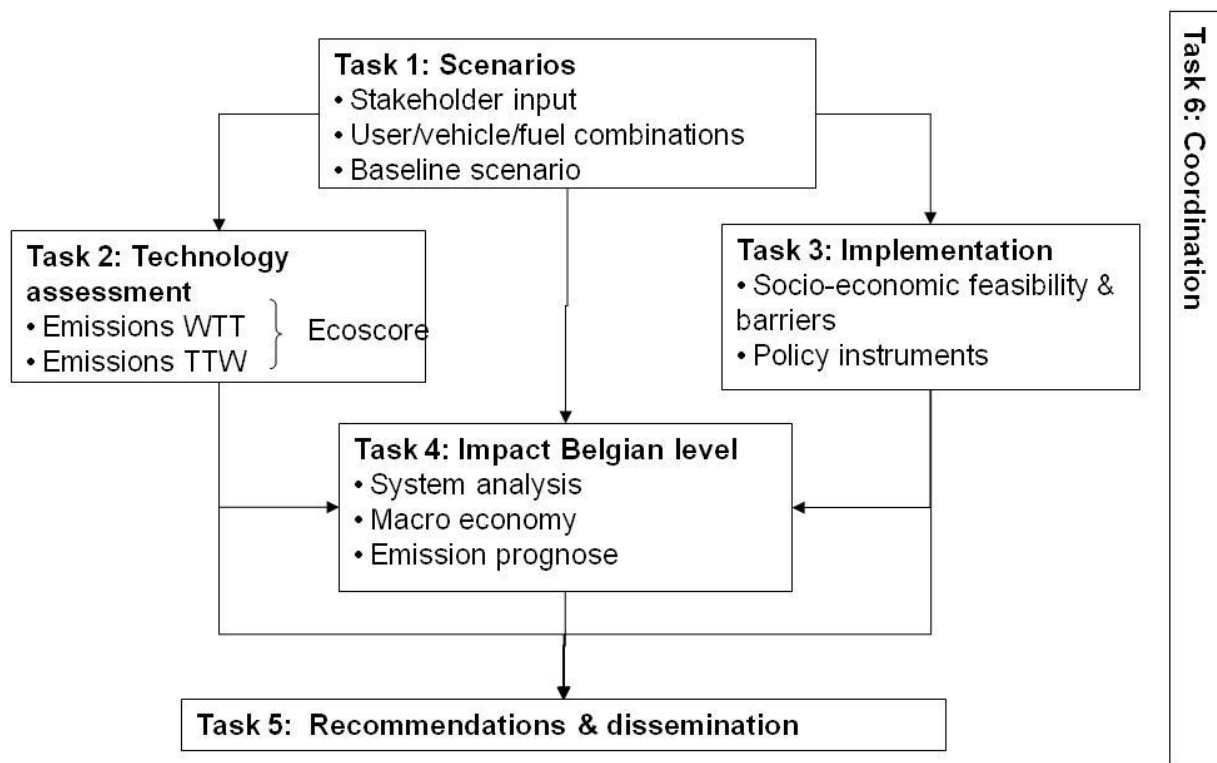 Task 1: Scenarios
• Stakeholder input
• User/vehicle/fuel combinations
• Baseline scenario
Task 2: Technology
assessment
• Emissions WTT
• Emissions TTW
Ecoscore
Task 3: Implementation
• Socio-economic feasibility &
barriers
• Policy instruments
Task 4: Impact Belgian level
• System analysis
• Macro economy
• Emission prognose
Task 5:  Recommendations & dissemination
Task 6: Coordination